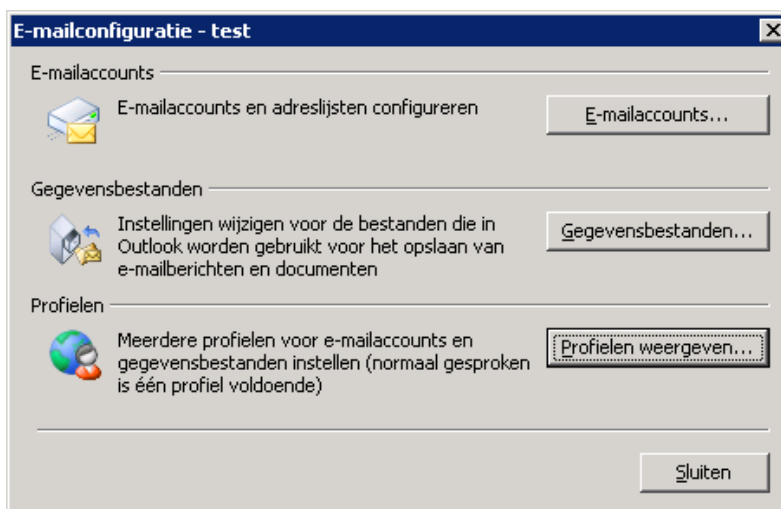 E-mailconfiguratie - test
E-mailaccounts
E-mailaccounts en adreslijsten configureren
E-mailaccounts...
Gegevensbestanden
Instellingen wijzigen voor de bestanden die in
Outlook worden gebruikt voor het opslaan van
e-mailberichten en documenten
Gegevensbestanden...
Profielen
Meerdere profielen voor e-mailaccounts en
gegevensbestanden instellen (normaal gesproken
is één profiel voldoende)
Profielen weergeven...
Sluiten